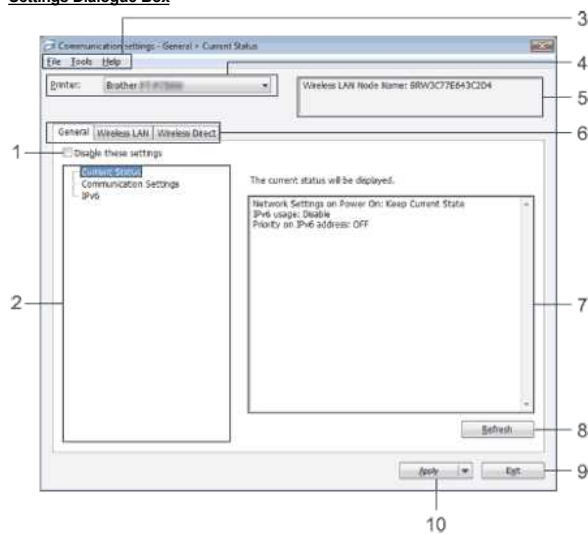 Settings Dialogue Box
3
Communication settings - General > Current Status
File Tools Help
4
Printer: Brother
Wireless LAN Node Name: BRW3C77E643C2D4
5
General Wireless LAN Wireless Direct
6
1
Disable these settings
Current Status
Communication Settings
IPv6
The current status will be displayed.
Network Settings on Power On: Keep Current State
IPv6 usage: Disable
Priority on IPv6 address: OFF
2
7
Refresh
8
Apply
Exit
9
10